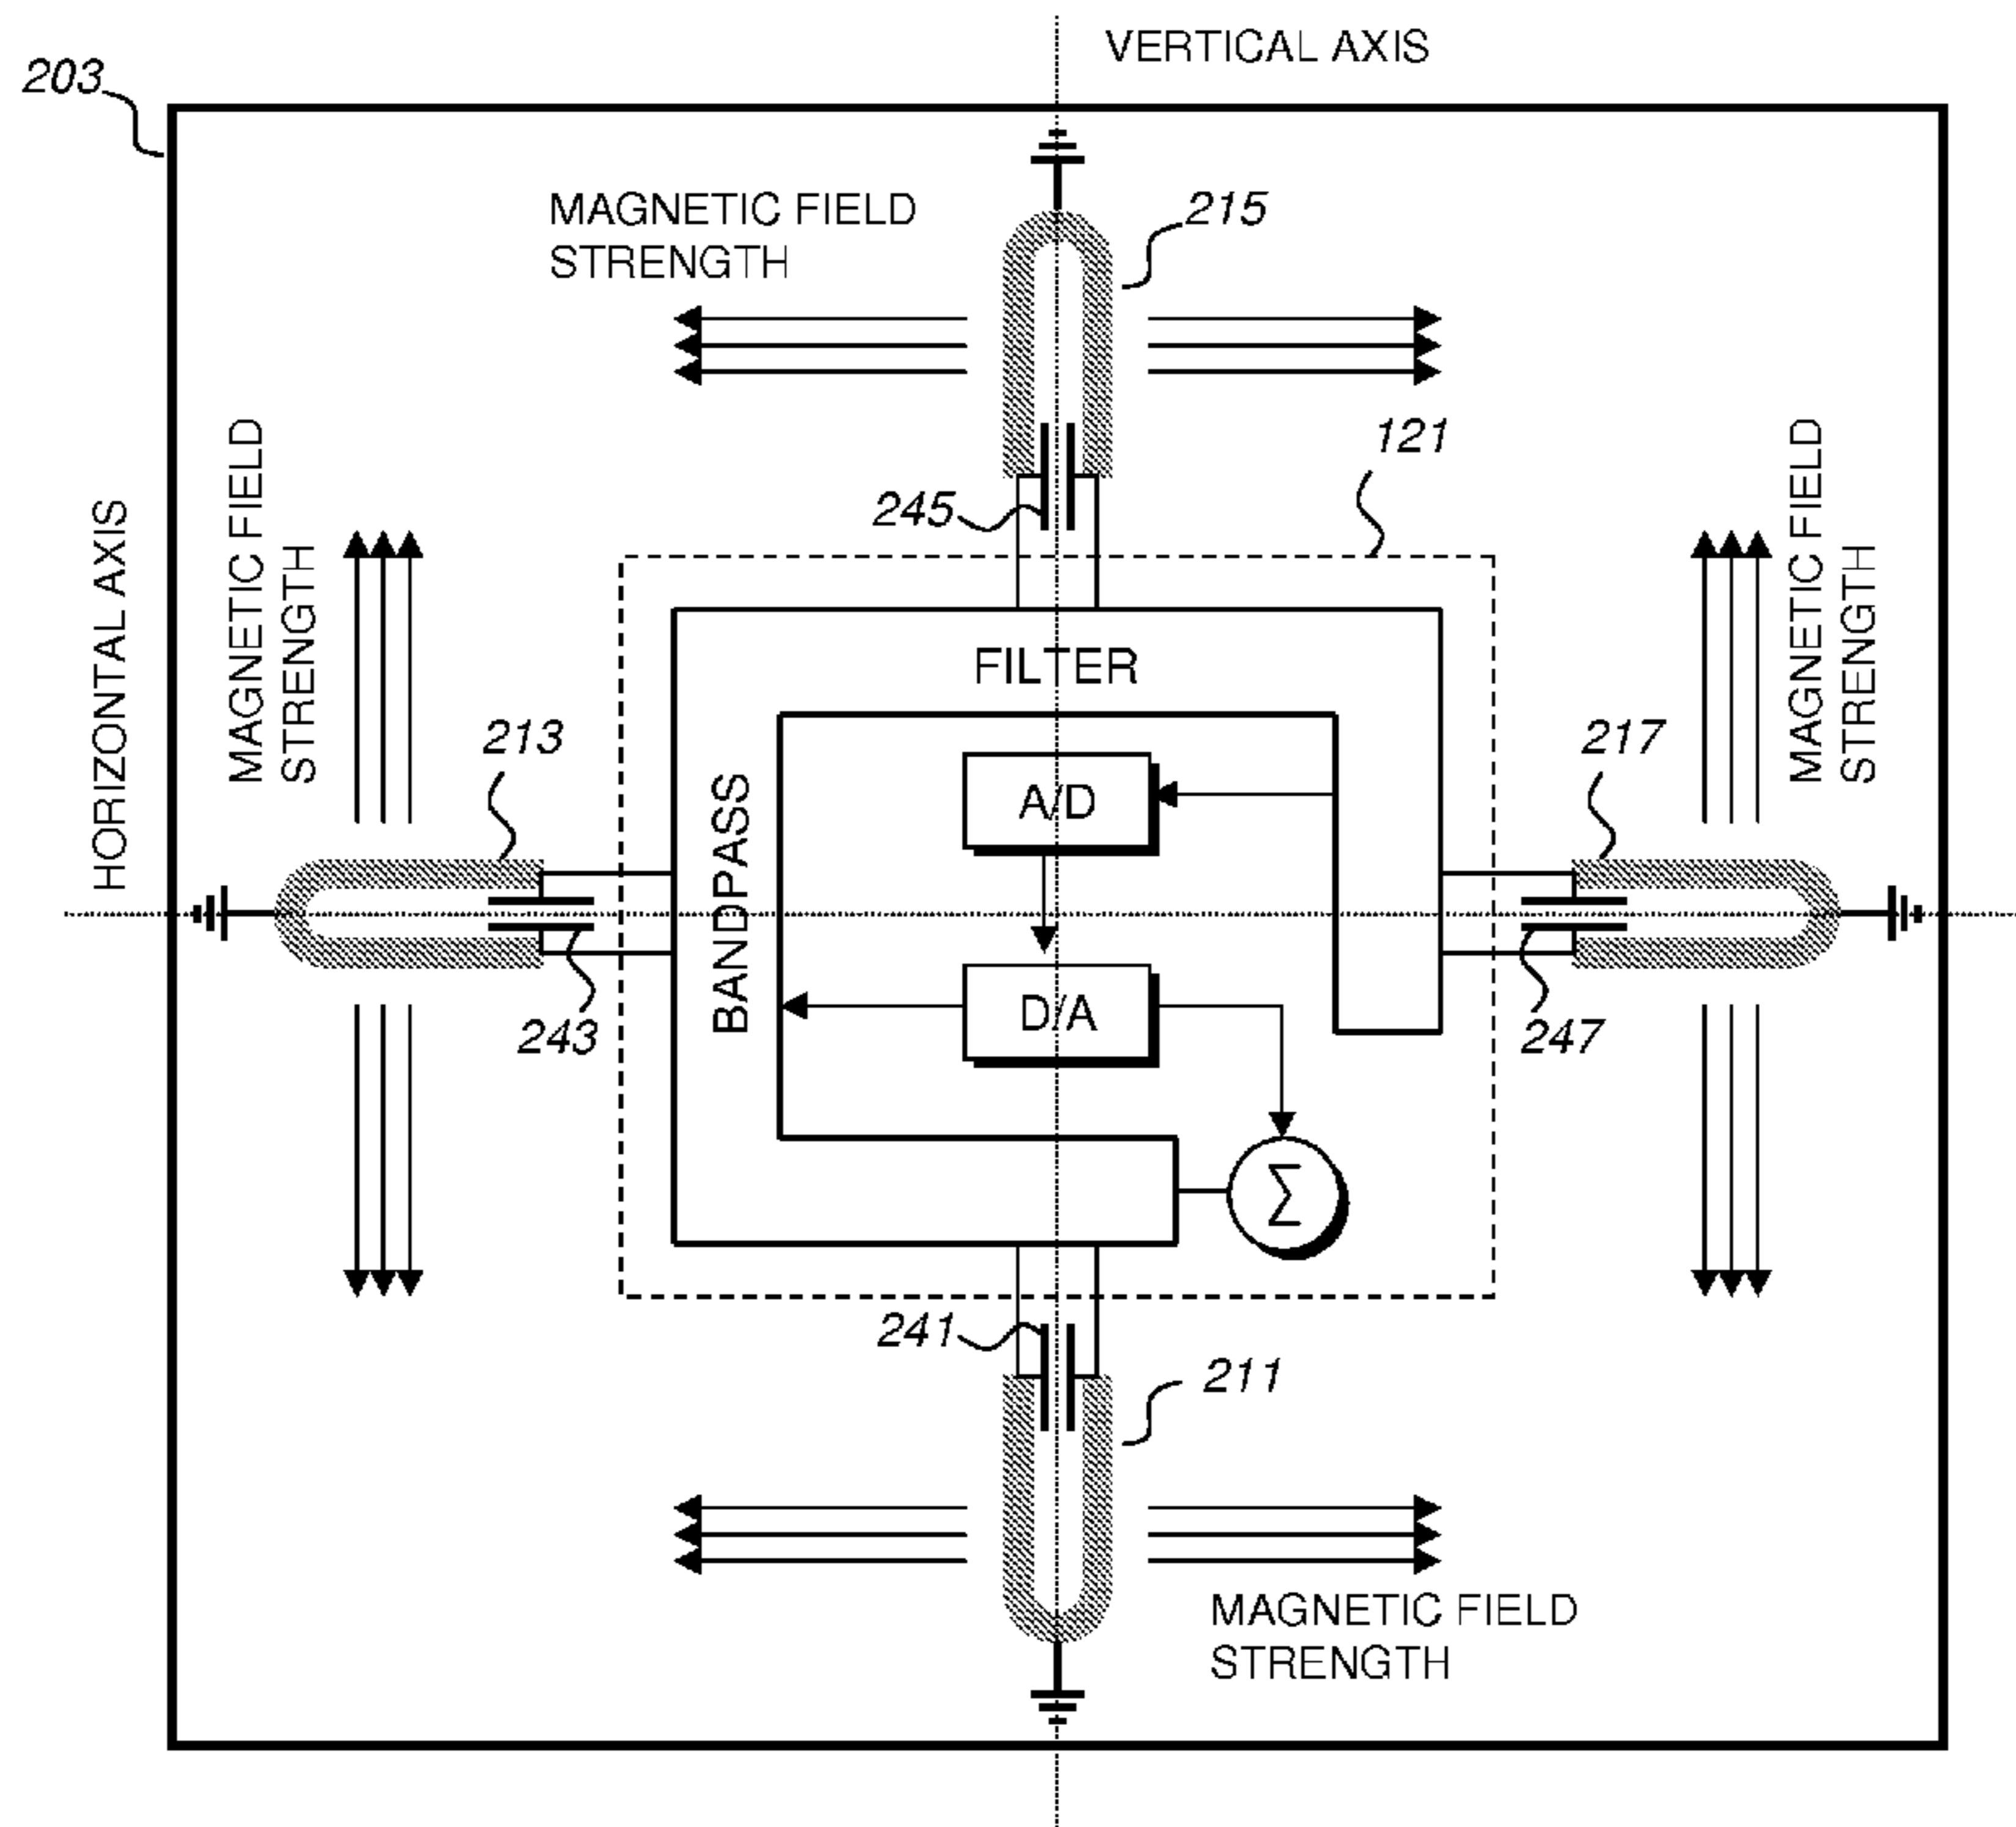 VERTICAL AXIS
203
MAGNETIC FIELD
STRENGTH
215
121
245
HORIZONTAL AXIS
MAGNETIC FIELD
STRENGTH
MAGNETIC FIELD
STRENGTH
FILTER
213
217
BANDPASS
A/D
D/A
243
247
Σ
241
211
MAGNETIC FIELD
STRENGTH